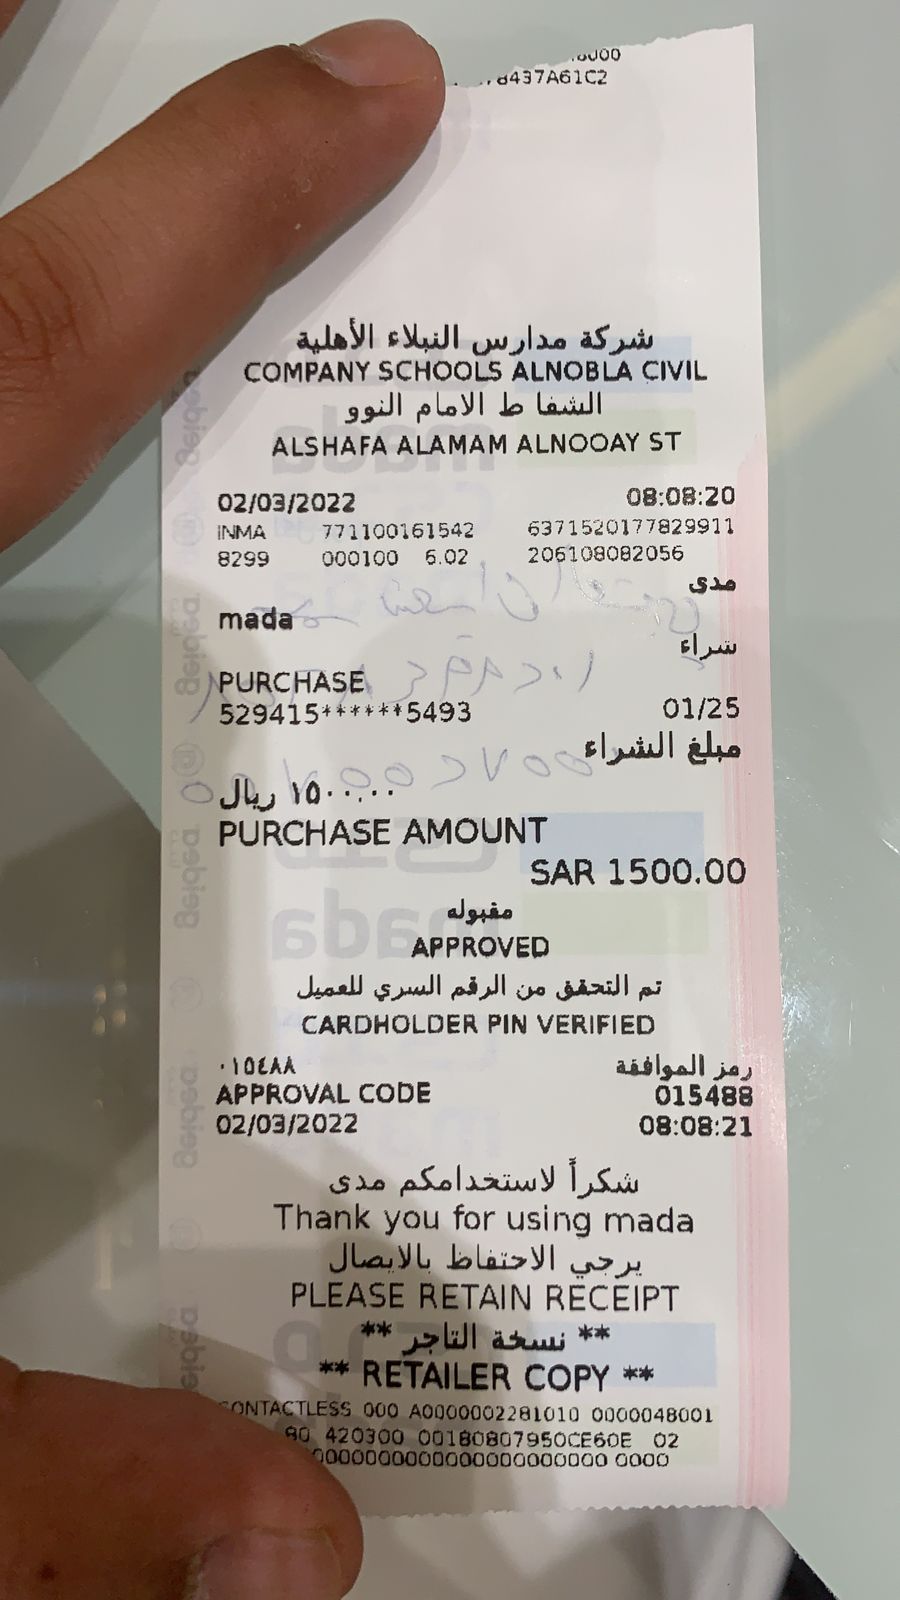 8437A61C2
شركة مدارس النبلاء الأهلية
COMPANY SCHOOLS ALNOBLA CIVIL
الشفا ط الامام النوو
ALSHAFA ALAMAM ALNOOAY ST
02/03/2022 08:08:20
INMA 771100161542 6371520177829911
8299 000100 6.02 206108082056
مدى
mada
شراء
PURCHASE
529415******5493 01/25
مبلغ الشراء
١٥٠٠.٠٠ ريال
PURCHASE AMOUNT
SAR 1500.00
مقبوله
APPROVED
تم التحقق من الرقم السري للعميل
CARDHOLDER PIN VERIFIED
رمز الموافقة ٠١٥٤٨٨
APPROVAL CODE 015488
02/03/2022 08:08:21
شكراً لاستخدامكم مدى
Thank you for using mada
يرجي الاحتفاظ بالايصال
PLEASE RETAIN RECEIPT
** نسخة التاجر **
** RETAILER COPY **
CONTACTLESS 000 A0000002281010 0000048001
80 420300 00180807950CE60E 02
0000